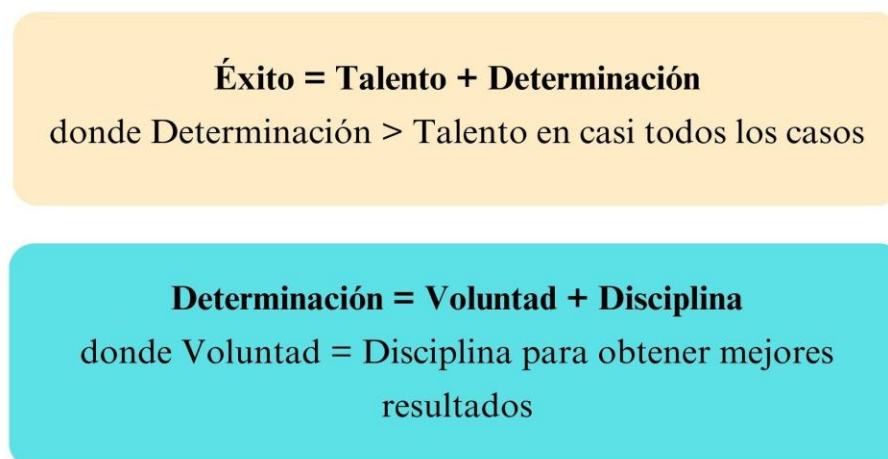 Éxito = Talento + Determinación
donde Determinación > Talento en casi todos los casos
Determinación = Voluntad + Disciplina
donde Voluntad = Disciplina para obtener mejores
resultados